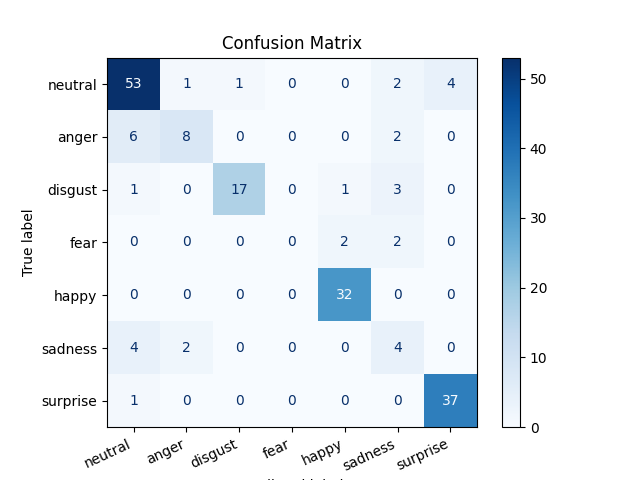 Confusion Matrix
True label
neutral 53 1 1 0 0 2 4
anger 6 8 0 0 0 2 0
disgust 1 0 17 0 1 3 0
fear 0 0 0 0 2 2 0
happy 0 0 0 0 32 0 0
sadness 4 2 0 0 0 4 0
surprise 1 0 0 0 0 0 37
neutral anger disgust fear happy sadness surprise
50
40
30
20
10
0